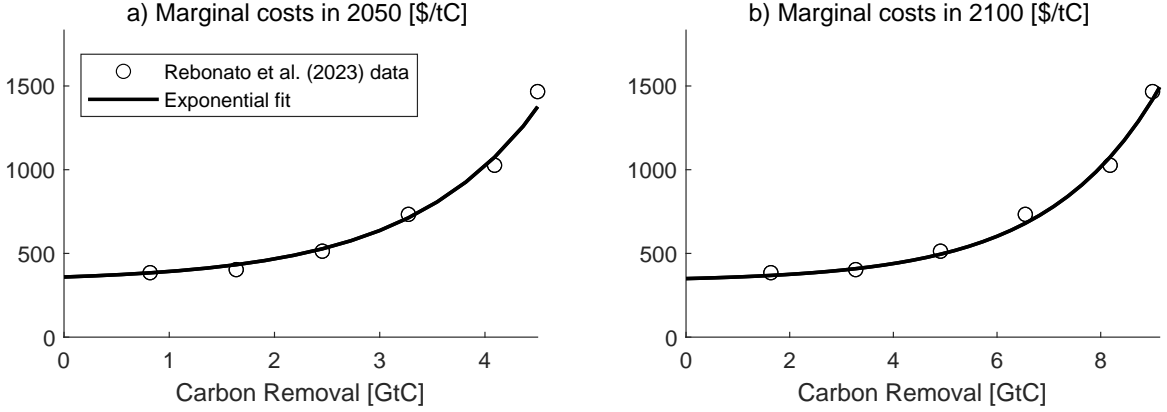 a) Marginal costs in 2050 [$/tC]
1500
1000
500
0
0 1 2 3 4
Carbon Removal [GtC]
Rebonato et al. (2023) data
Exponential fit
b) Marginal costs in 2100 [$/tC]
1500
1000
500
0
0 2 4 6 8
Carbon Removal [GtC]